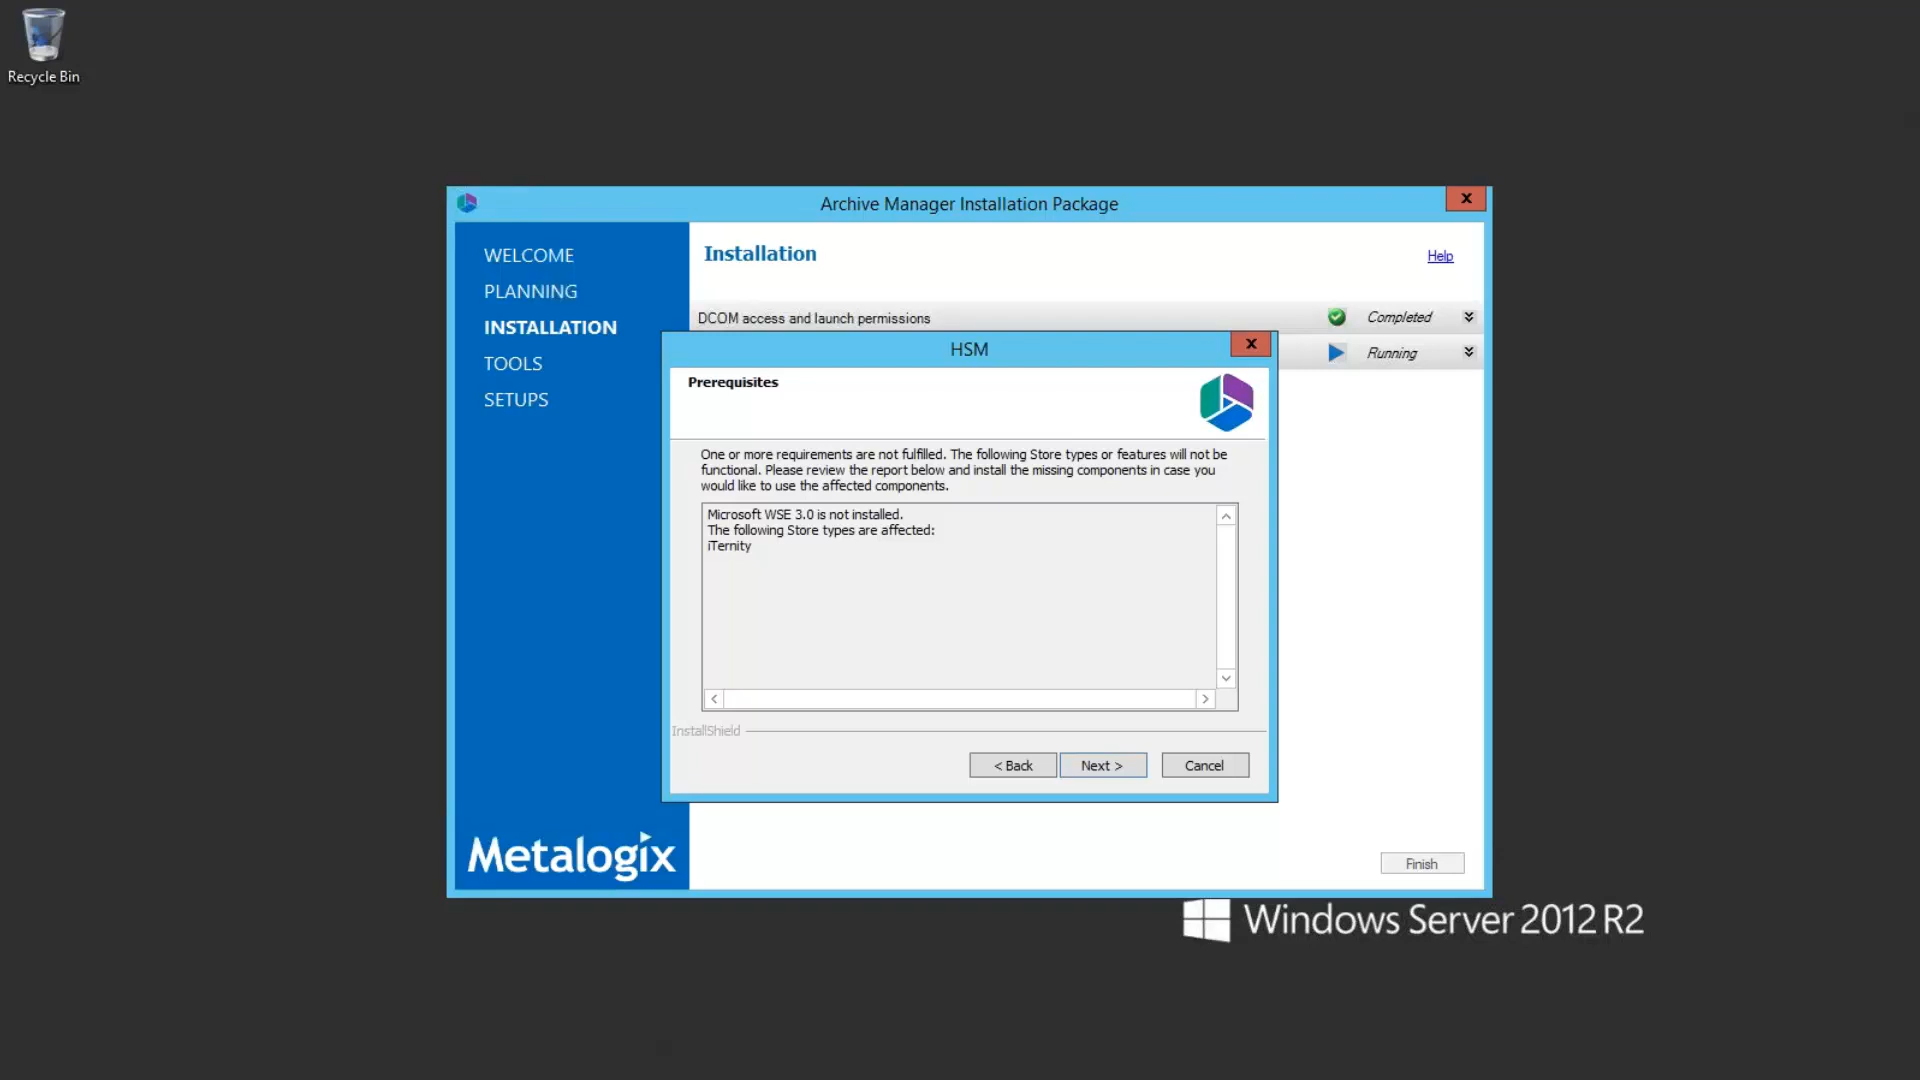 Recycle Bin
Archive Manager Installation Package
x
WELCOME
PLANNING
INSTALLATION
TOOLS
SETUPS
Metalogix
Installation
Help
DCOM access and launch permissions
Completed
Running
HSM
x
Prerequisites
One or more requirements are not fulfilled. The following Store types or features will not be
functional. Please review the report below and install the missing components in case you
would like to use the affected components.
Microsoft WSE 3.0 is not installed.
The following Store types are affected:
iTernity
InstallShield
< Back
Next >
Cancel
Finish
Windows Server 2012 R2